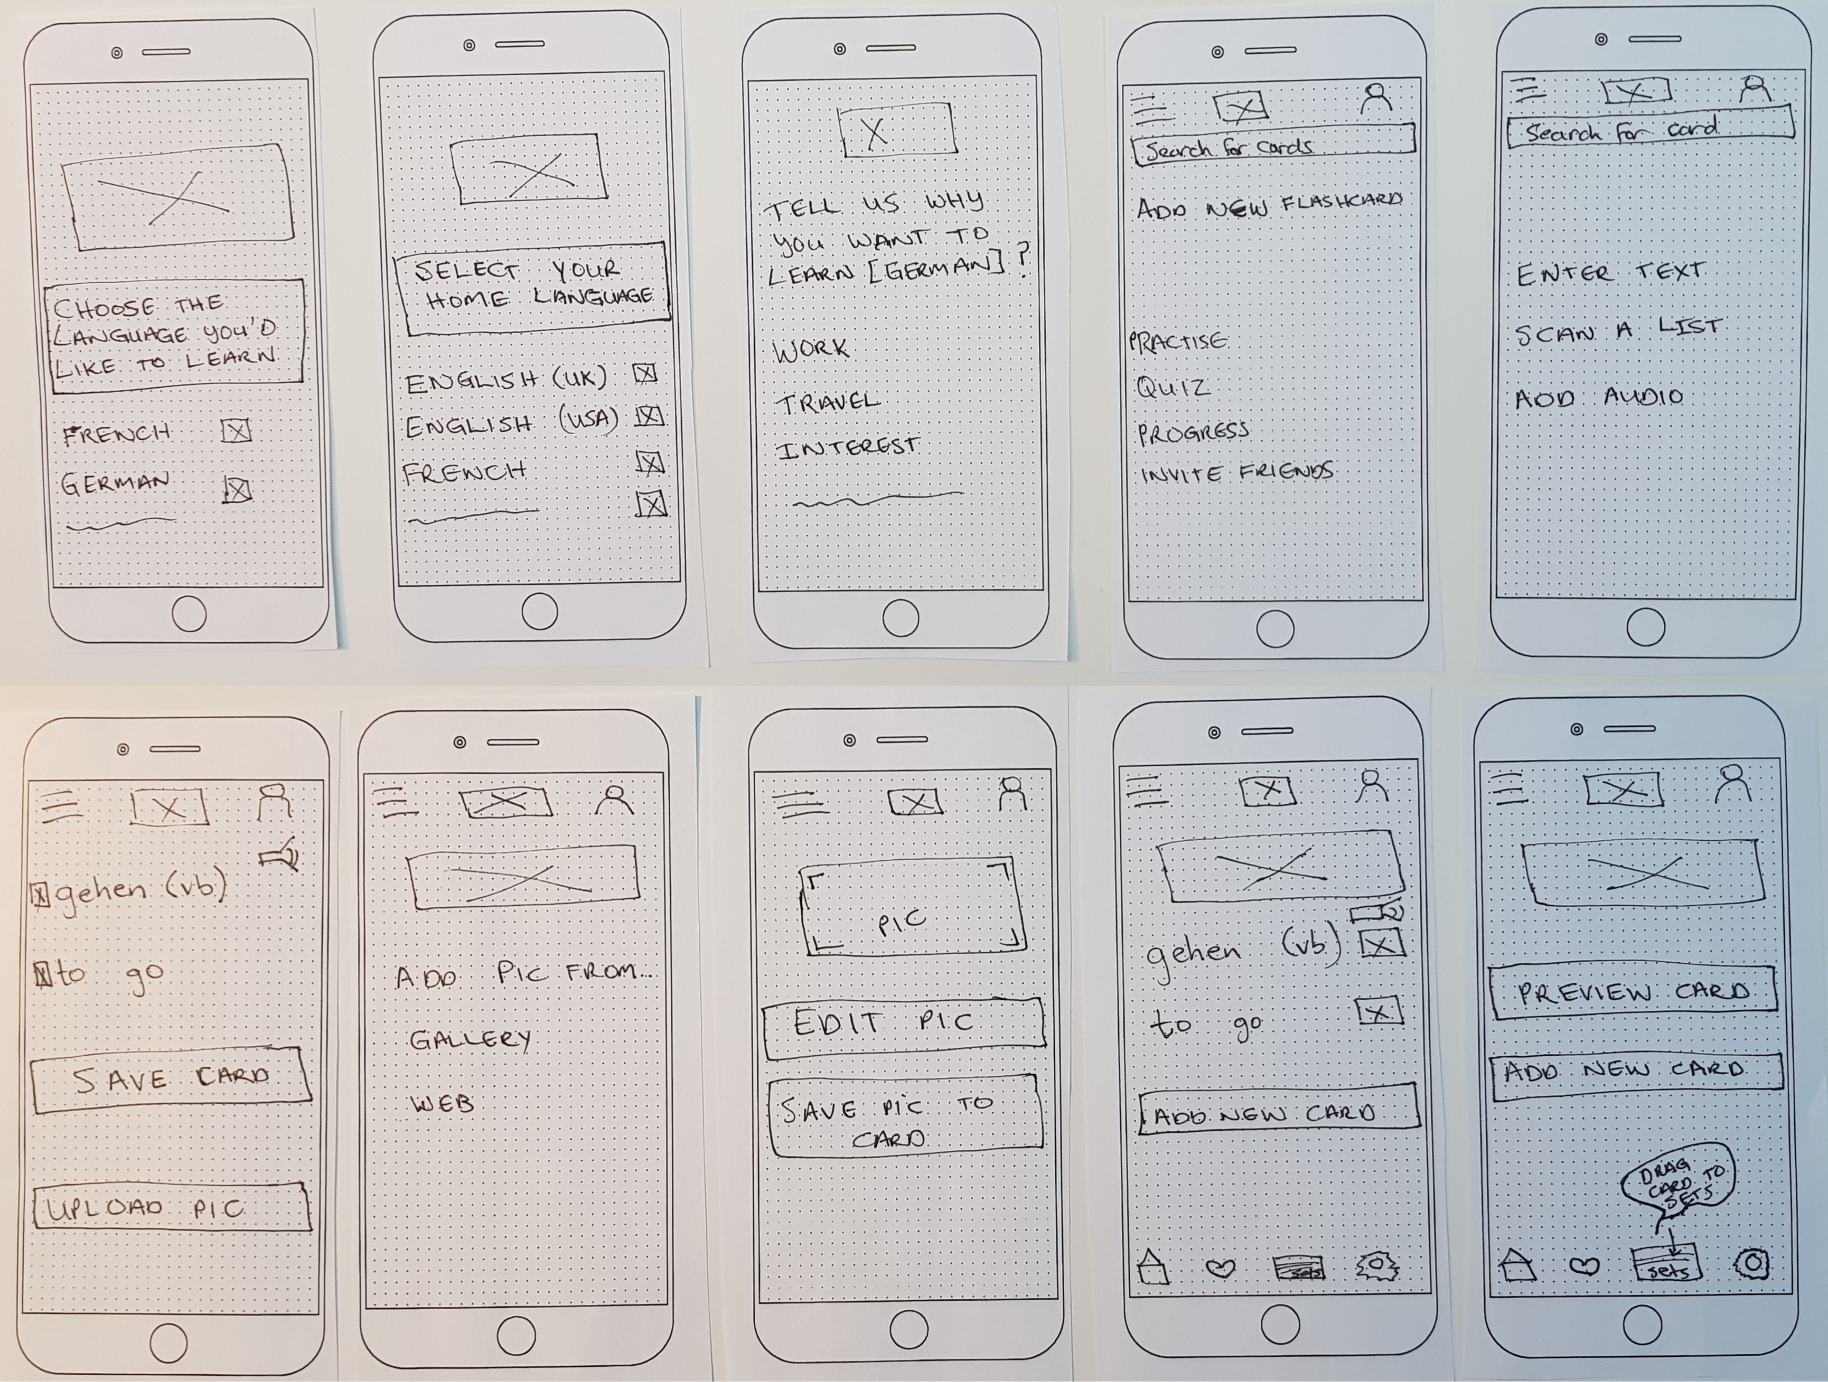 CHOOSE THE
LANGUAGE YOU'D
LIKE TO LEARN
FRENCH
GERMAN
SELECT YOUR
HOME LANGUAGE
ENGLISH (UK)
ENGLISH (USA)
FRENCH
TELL US WHY
YOU WANT TO
LEARN [GERMAN]?
WORK
TRAVEL
INTEREST
Search for cards
ADD NEW FLASHCARD
PRACTISE
QUIZ
PROGRESS
INVITE FRIENDS
Search for card
ENTER TEXT
SCAN A LIST
ADD AUDIO
gehen (vb)
to go
SAVE CARD
UPLOAD PIC
ADD PIC FROM...
GALLERY
WEB
PIC
EDIT PIC
SAVE PIC TO
CARD
gehen (vb)
to go
ADD NEW CARD
sets
PREVIEW CARD
ADD NEW CARD
DRAG
CARD TO
SETS
sets